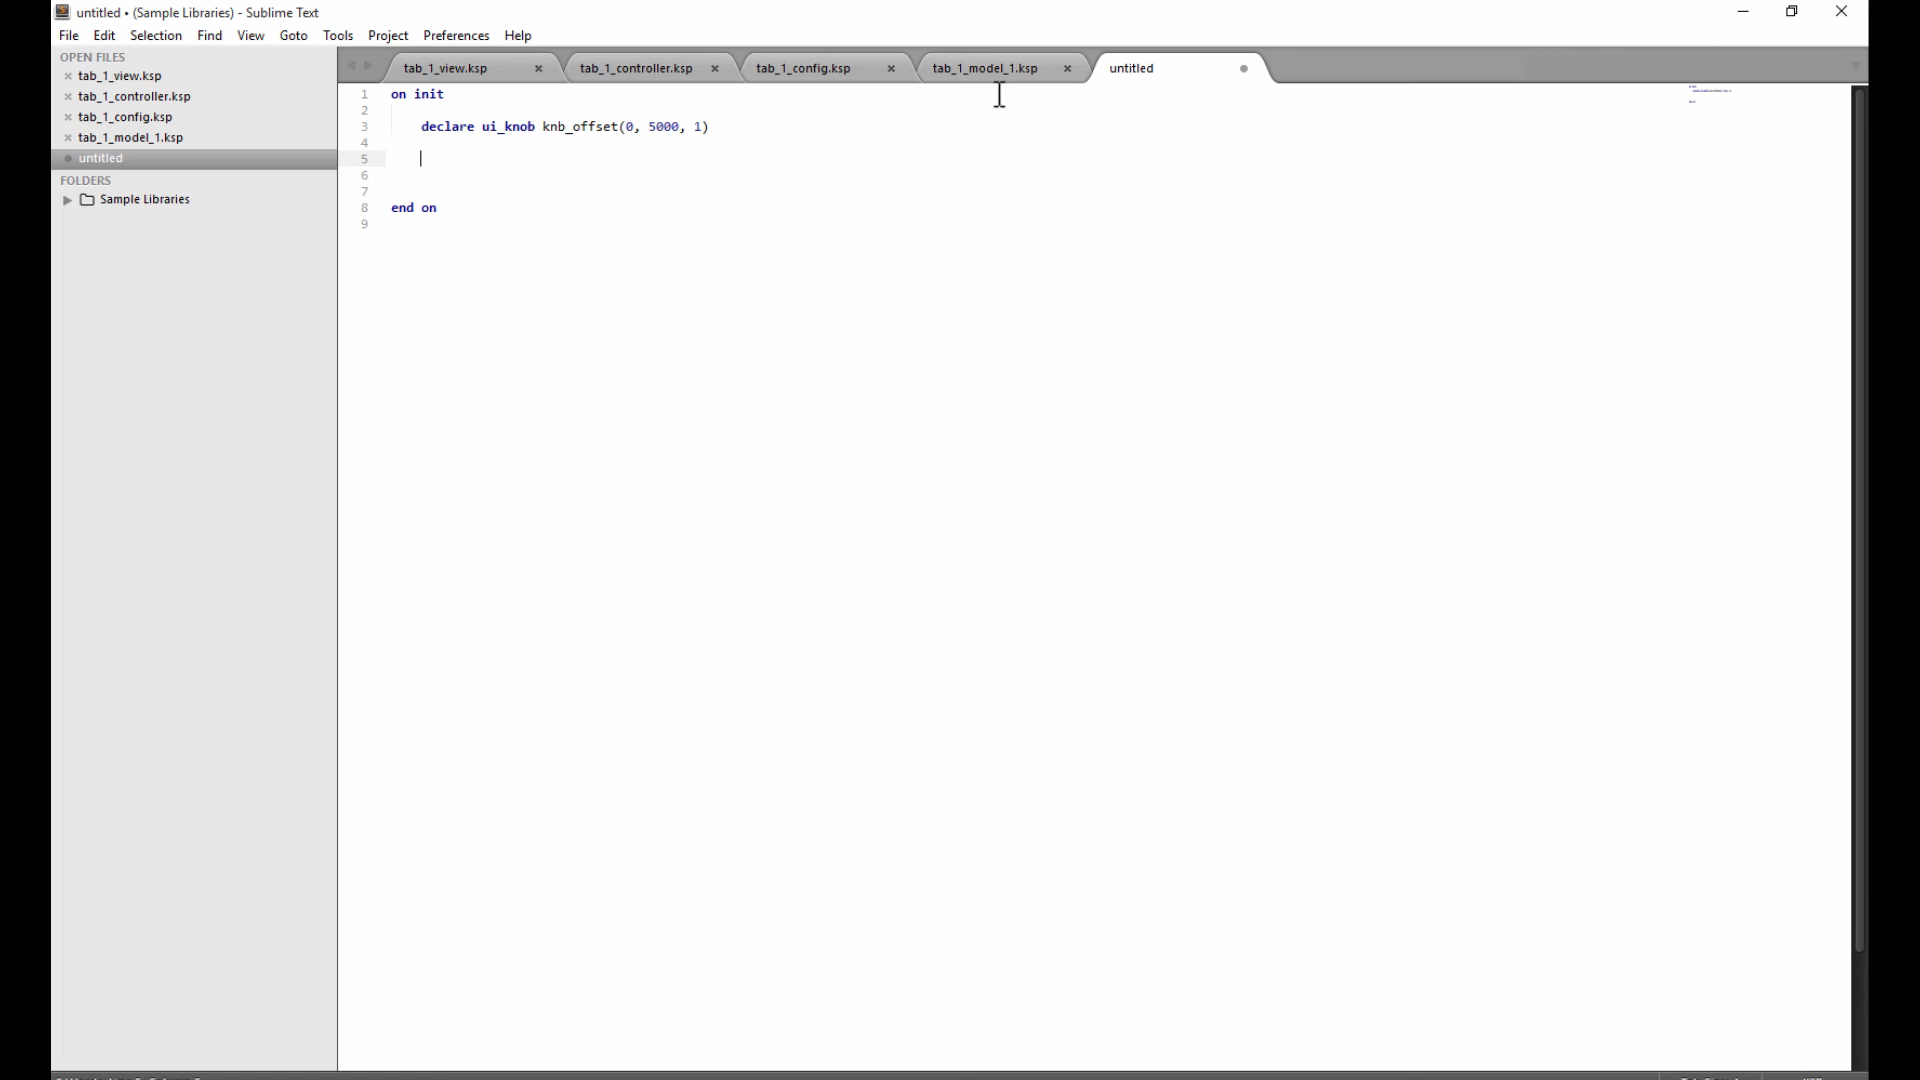 untitled • (Sample Libraries) - Sublime Text
File Edit Selection Find View Goto Tools Project Preferences Help
OPEN FILES
tab_1_view.ksp
tab_1_controller.ksp
tab_1_config.ksp
tab_1_model_1.ksp
untitled
FOLDERS
Sample Libraries
tab_1_view.ksp tab_1_controller.ksp tab_1_config.ksp tab_1_model_1.ksp untitled
1 on init
2
3 declare ui_knob knb_offset(0, 5000, 1)
4
5
6
7
8 end on
9